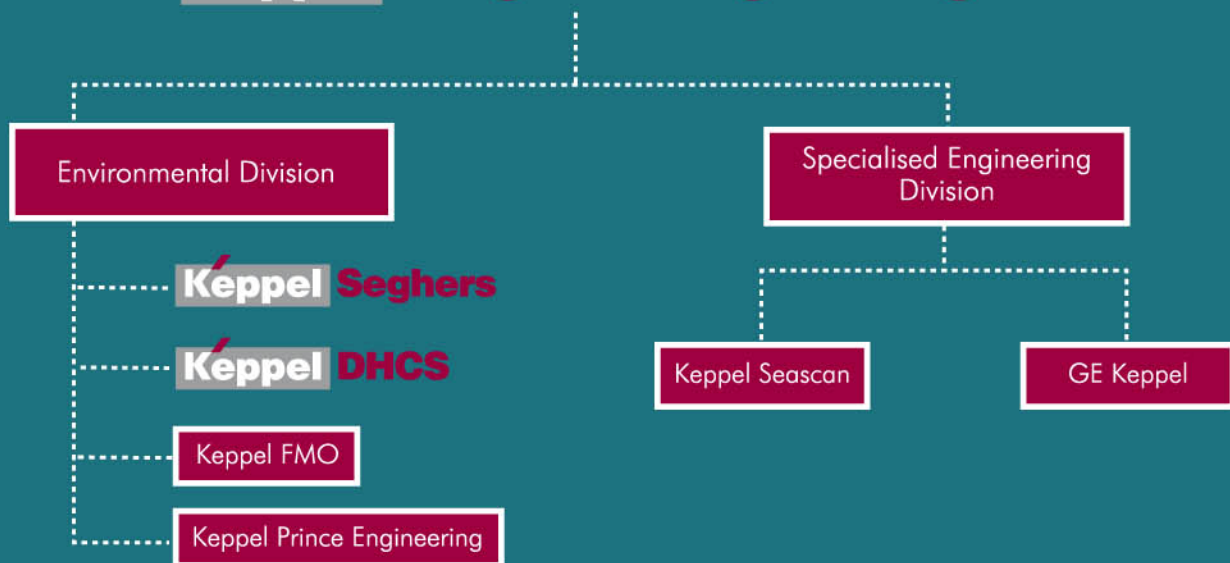 Environmental Division
Specialised Engineering
Division
Keppel Seghers
Keppel DHCS
Keppel Seascan
GE Keppel
Keppel FMO
Keppel Prince Engineering